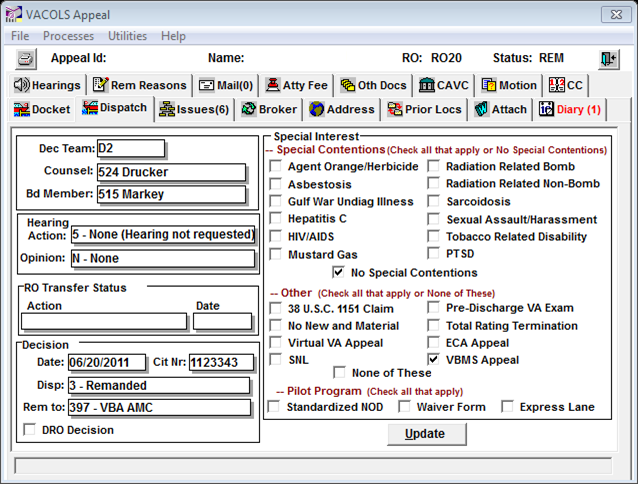 VACOLS Appeal
File Processes Utilities Help
Appeal Id: Name: RO: RO20 Status: REM
Hearings Rem Reasons Mail(0) Atty Fee Oth Docs CAVC Motion CC
Docket Dispatch Issues(6) Broker Address Prior Locs Attach Diary (1)
Dec Team: D2
Counsel: 524 Drucker
Bd Member: 515 Markey
Hearing
Action: 5 - None (Hearing not requested)
Opinion: N - None
RO Transfer Status
Action Date
Decision
Date: 06/20/2011 Cit Nr: 1123343
Disp: 3 - Remanded
Rem to: 397 - VBA AMC
DRO Decision
Special Interest
-- Special Contentions (Check all that apply or No Special Contentions)
Agent Orange/Herbicide Radiation Related Bomb
Asbestosis Radiation Related Non-Bomb
Gulf War Undiag Illness Sarcoidosis
Hepatitis C Sexual Assault/Harassment
HIV/AIDS Tobacco Related Disability
Mustard Gas PTSD
No Special Contentions
-- Other (Check all that apply or None of These)
38 U.S.C. 1151 Claim Pre-Discharge VA Exam
No New and Material Total Rating Termination
Virtual VA Appeal ECA Appeal
SNL VBMS Appeal
None of These
-- Pilot Program (Check all that apply)
Standardized NOD Waiver Form Express Lane
Update